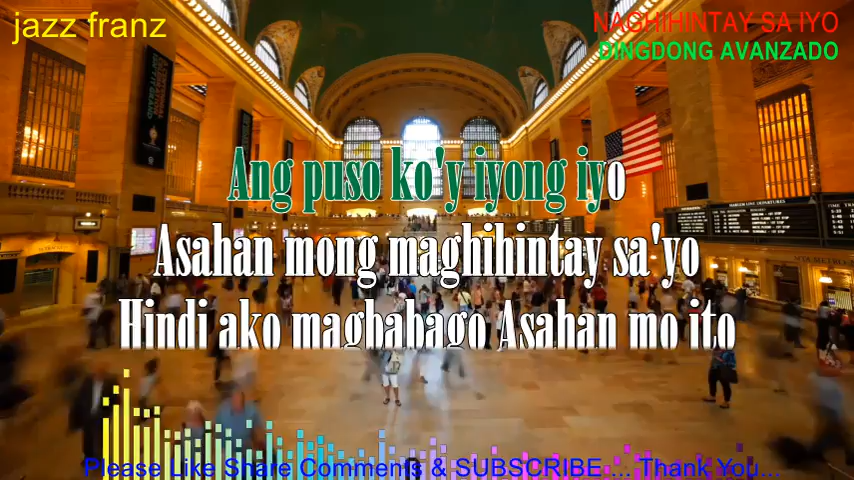 jazz franz
NAGHIHINTAY SA IYO
DINGDONG AVANZADO
Ang puso ko'y iyong iyo
Asahan mong maghihintay sa'yo
Hindi ako magbabago Asahan mo ito
Please Like Share Comments & SUBSCRIBE ... Thank You...